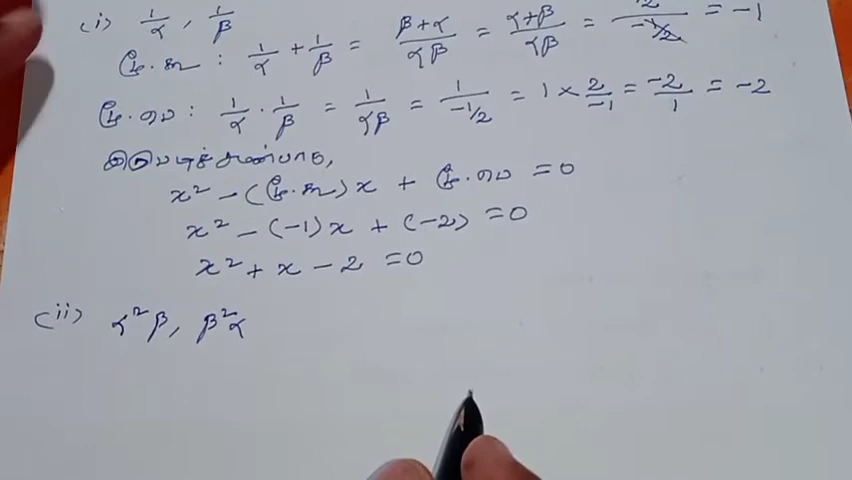 (i) 1/α , 1/β
மூ.கூ : 1/α + 1/β = β+α/αβ = α+β/αβ = = -1
மூ.பெ : 1/α · 1/β = 1/αβ = 1/-1/2 = 1 × 2/-1 = -2/1 = -2
இருபடிச்சமன்பாடு,
x² - (மூ.கூ)x + மூ.பெ = 0
x² - (-1)x + (-2) = 0
x² + x - 2 = 0
(ii) α²β, β²α